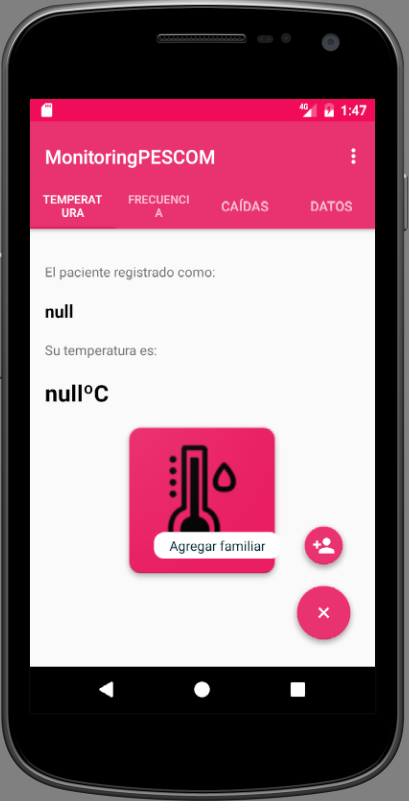 4G 1:47
MonitoringPESCOM
TEMPERAT
URA
FRECUENCI
A
CAÍDAS
DATOS
El paciente registrado como:
null
Su temperatura es:
nullºC
Agregar familiar